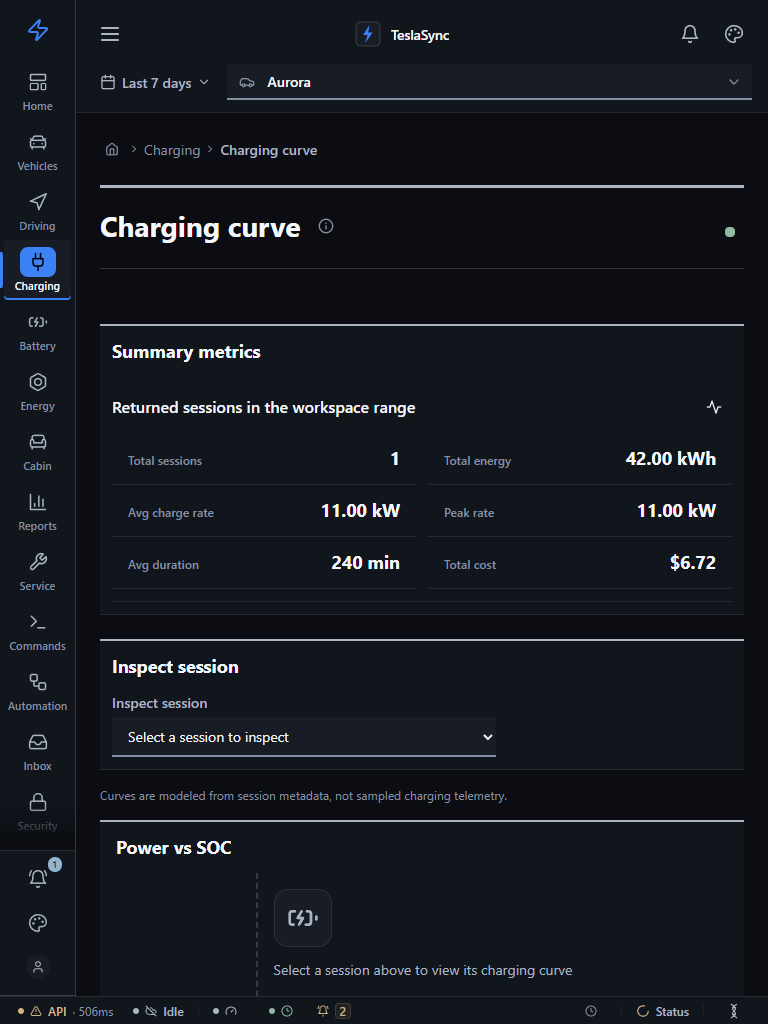 TeslaSync
Last 7 days
Aurora
Home
Vehicles
Driving
Charging
Battery
Energy
Cabin
Reports
Service
Commands
Automation
Inbox
Security
1
Charging
Charging curve
Charging curve
Summary metrics
Returned sessions in the workspace range
Total sessions 1
Total energy 42.00 kWh
Avg charge rate 11.00 kW
Peak rate 11.00 kW
Avg duration 240 min
Total cost $6.72
Inspect session
Inspect session
Select a session to inspect
Curves are modeled from session metadata, not sampled charging telemetry.
Power vs SOC
Select a session above to view its charging curve
API · 506ms
Idle
2
Status